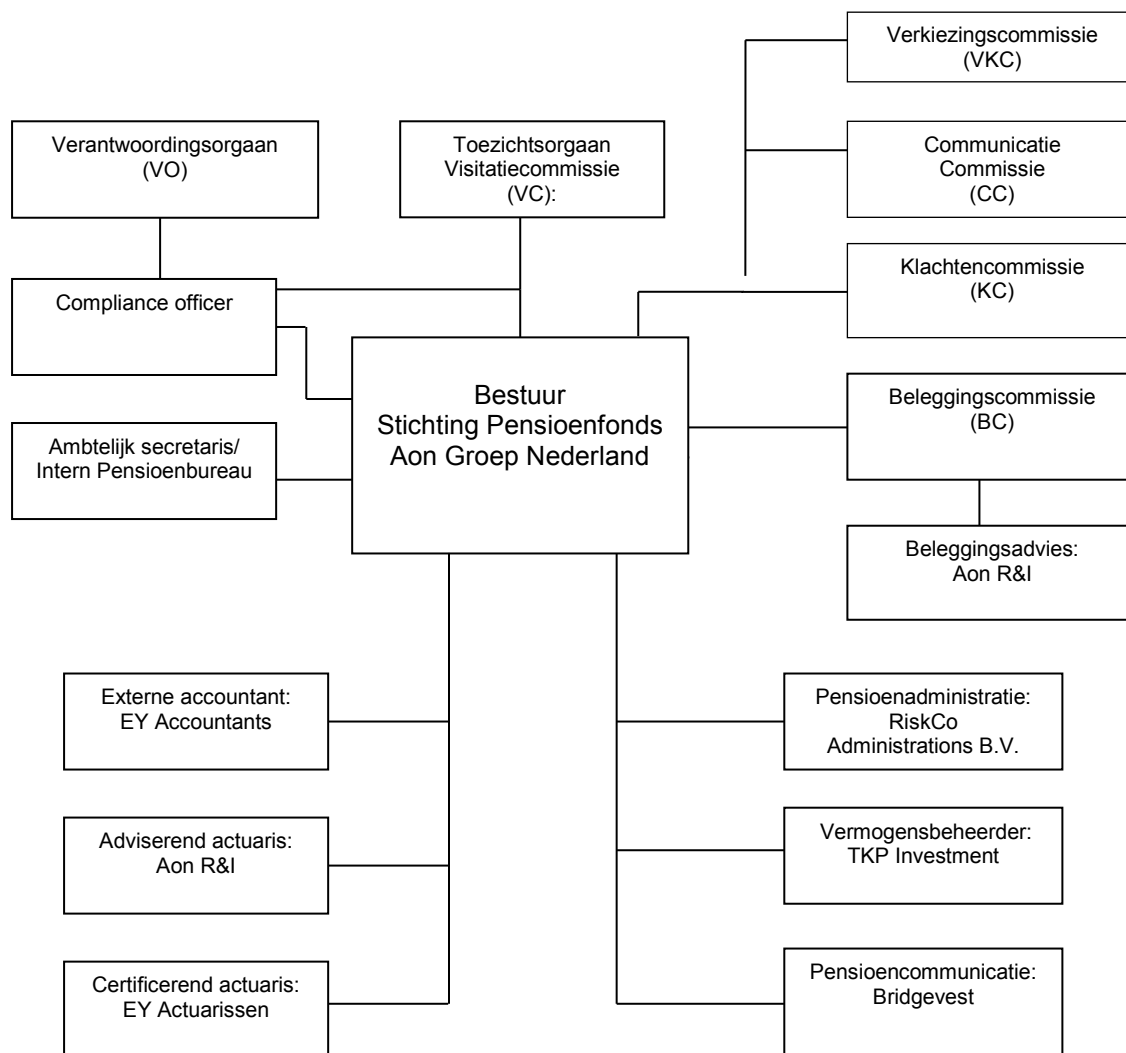 Verkiezingscommissie
(VKC)
Verantwoordingsorgaan
(VO)
Toezichtsorgaan
Visitatiecommissie
(VC):
Communicatie
Commissie
(CC)
Compliance officer
Klachtencommissie
(KC)
Bestuur
Stichting Pensioenfonds
Aon Groep Nederland
Beleggingscommissie
(BC)
Ambtelijk secretaris/
Intern Pensioenbureau
Beleggingsadvies:
Aon R&I
Externe accountant:
EY Accountants
Pensioenadministratie:
RiskCo
Administrations B.V.
Adviserend actuaris:
Aon R&I
Vermogensbeheerder:
TKP Investment
Certificerend actuaris:
EY Actuarissen
Pensioencommunicatie:
Bridgevest